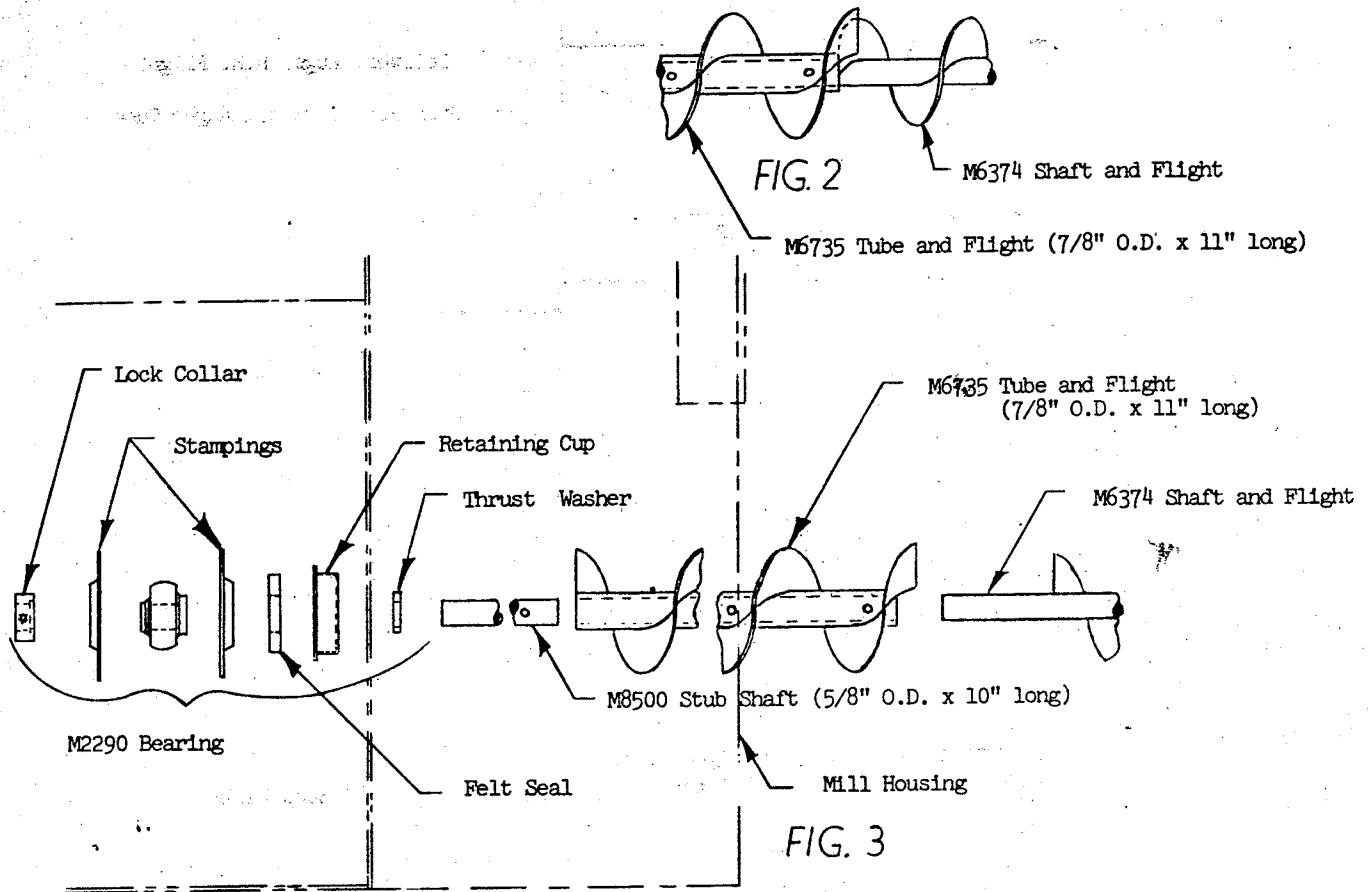 FIG. 2
M6374 Shaft and Flight
M6735 Tube and Flight (7/8" O.D. x 11" long)
Lock Collar
Stampings
Retaining Cup
Thrust Washer
M6735 Tube and Flight
(7/8" O.D. x 11" long)
M6374 Shaft and Flight
M8500 Stub Shaft (5/8" O.D. x 10" long)
M2290 Bearing
Felt Seal
Mill Housing
FIG. 3